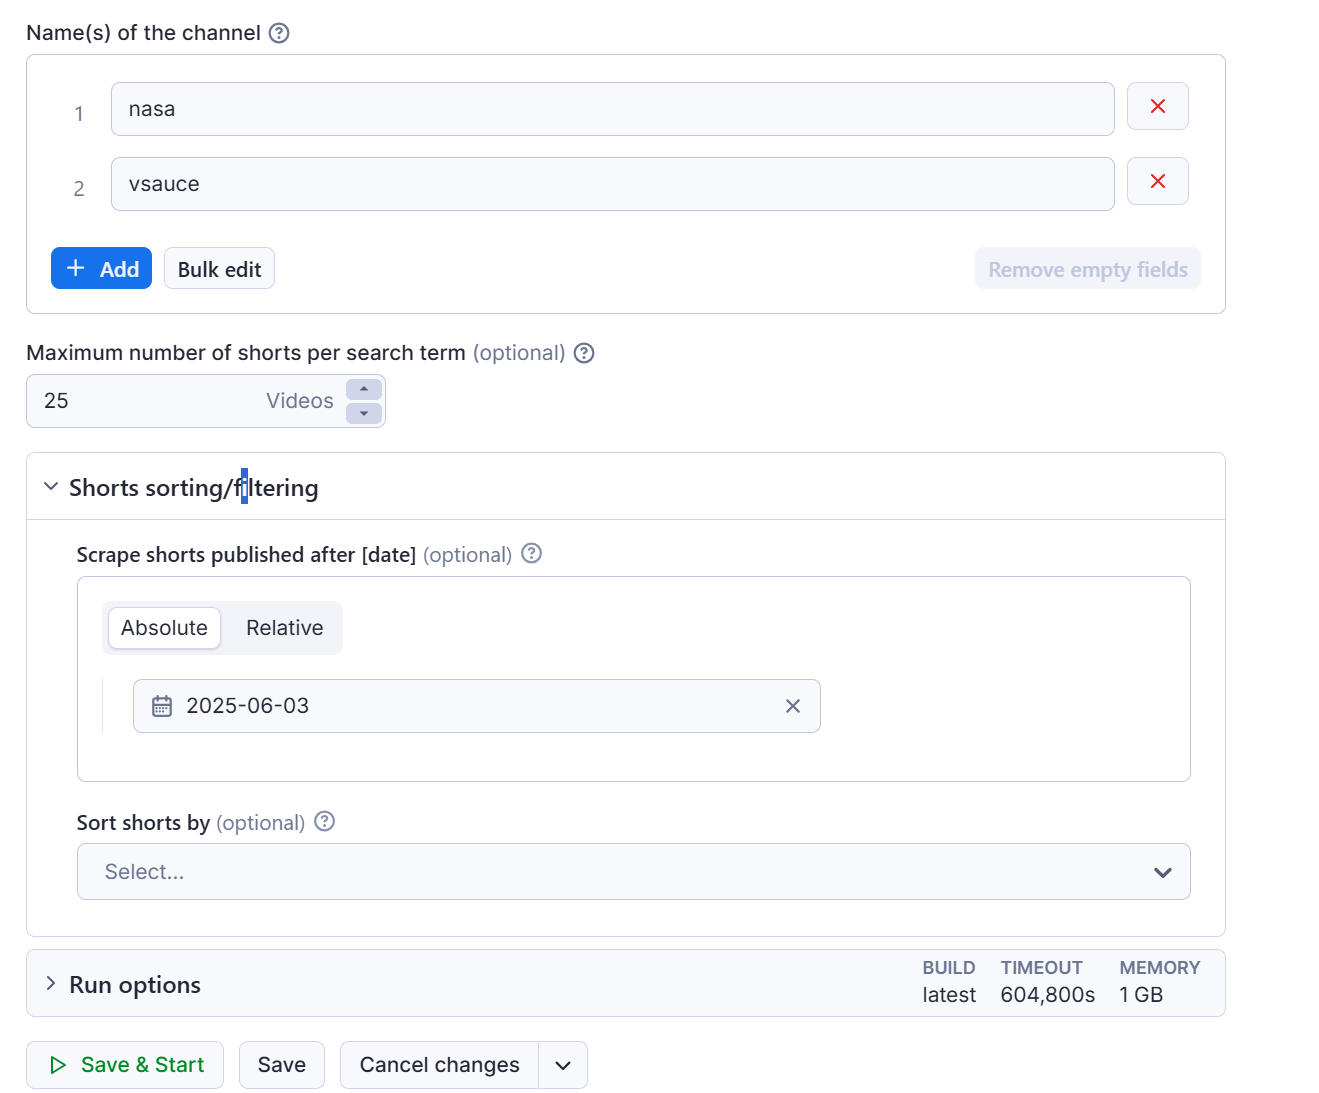 Name(s) of the channel
1
nasa
2
vsauce
Add
Bulk edit
Remove empty fields
Maximum number of shorts per search term (optional)
25
Videos
Shorts sorting/filtering
Scrape shorts published after [date] (optional)
Absolute
Relative
2025-06-03
Sort shorts by (optional)
Select...
Run options
BUILD
latest
TIMEOUT
604,800s
MEMORY
1 GB
Save & Start
Save
Cancel changes